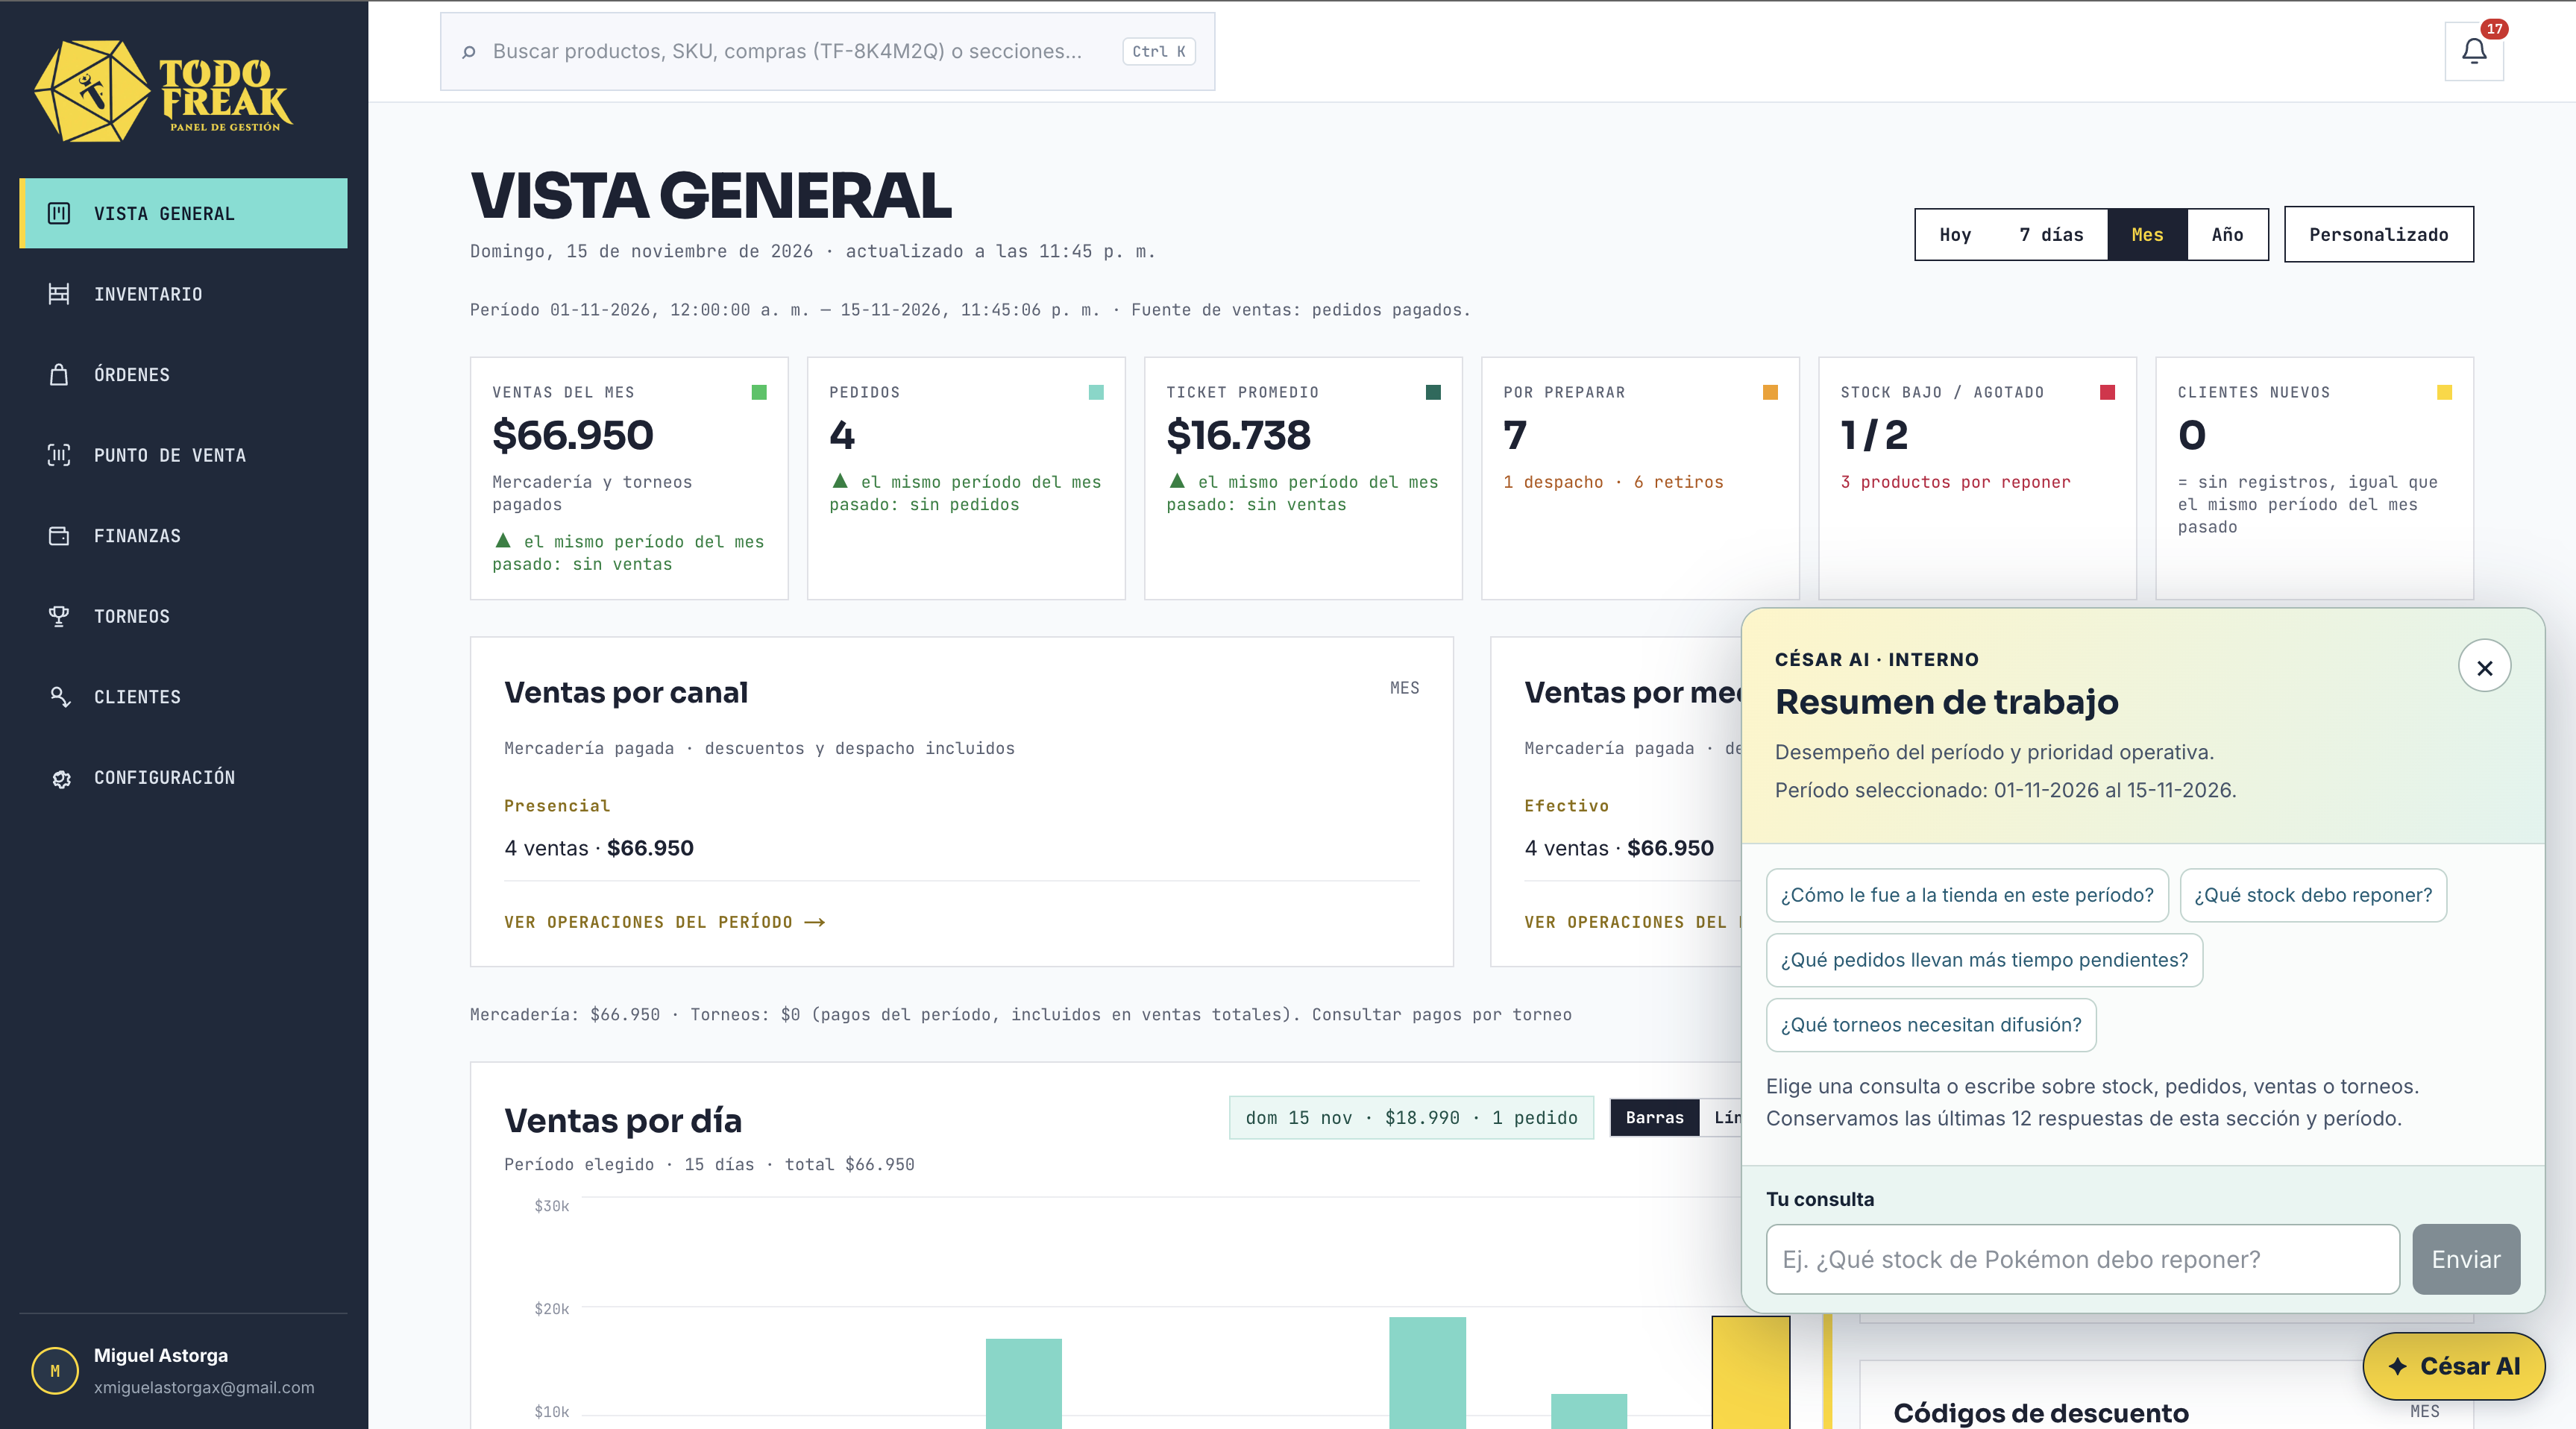 TODO
FREAK
PANEL DE GESTIÓN
VISTA GENERAL
INVENTARIO
ÓRDENES
PUNTO DE VENTA
FINANZAS
TORNEOS
CLIENTES
CONFIGURACIÓN
M
Miguel Astorga
xmiguelastorgax@gmail.com
Buscar productos, SKU, compras (TF-8K4M2Q) o secciones...
Ctrl K
17
VISTA GENERAL
Domingo, 15 de noviembre de 2026 · actualizado a las 11:45 p. m.
Hoy
7 días
Mes
Año
Personalizado
Período 01-11-2026, 12:00:00 a. m. – 15-11-2026, 11:45:06 p. m. · Fuente de ventas: pedidos pagados.
VENTAS DEL MES
$66.950
Mercadería y torneos
pagados
▲ el mismo período del mes
pasado: sin ventas
PEDIDOS
4
▲ el mismo período del mes
pasado: sin pedidos
TICKET PROMEDIO
$16.738
▲ el mismo período del mes
pasado: sin ventas
POR PREPARAR
7
1 despacho · 6 retiros
STOCK BAJO / AGOTADO
1/2
3 productos por reponer
CLIENTES NUEVOS
0
= sin registros, igual que
el mismo período del mes
pasado
Ventas por canal
MES
Mercadería pagada · descuentos y despacho incluidos
Presencial
4 ventas · $66.950
VER OPERACIONES DEL PERÍODO →
Ventas por me
Mercadería pagada · de
Efectivo
4 ventas · $66.950
VER OPERACIONES DEL
Mercadería: $66.950 · Torneos: $0 (pagos del período, incluidos en ventas totales). Consultar pagos por torneo
Ventas por día
dom 15 nov · $18.990 · 1 pedido
Barras
Lín
Período elegido · 15 días · total $66.950
$30k
$20k
$10k
CÉSAR AI · INTERNO
Resumen de trabajo
Desempeño del período y prioridad operativa.
Período seleccionado: 01-11-2026 al 15-11-2026.
¿Cómo le fue a la tienda en este período?
¿Qué stock debo reponer?
¿Qué pedidos llevan más tiempo pendientes?
¿Qué torneos necesitan difusión?
Elige una consulta o escribe sobre stock, pedidos, ventas o torneos.
Conservamos las últimas 12 respuestas de esta sección y período.
Tu consulta
Ej. ¿Qué stock de Pokémon debo reponer?
Enviar
César AI
Códigos de descuento
MES